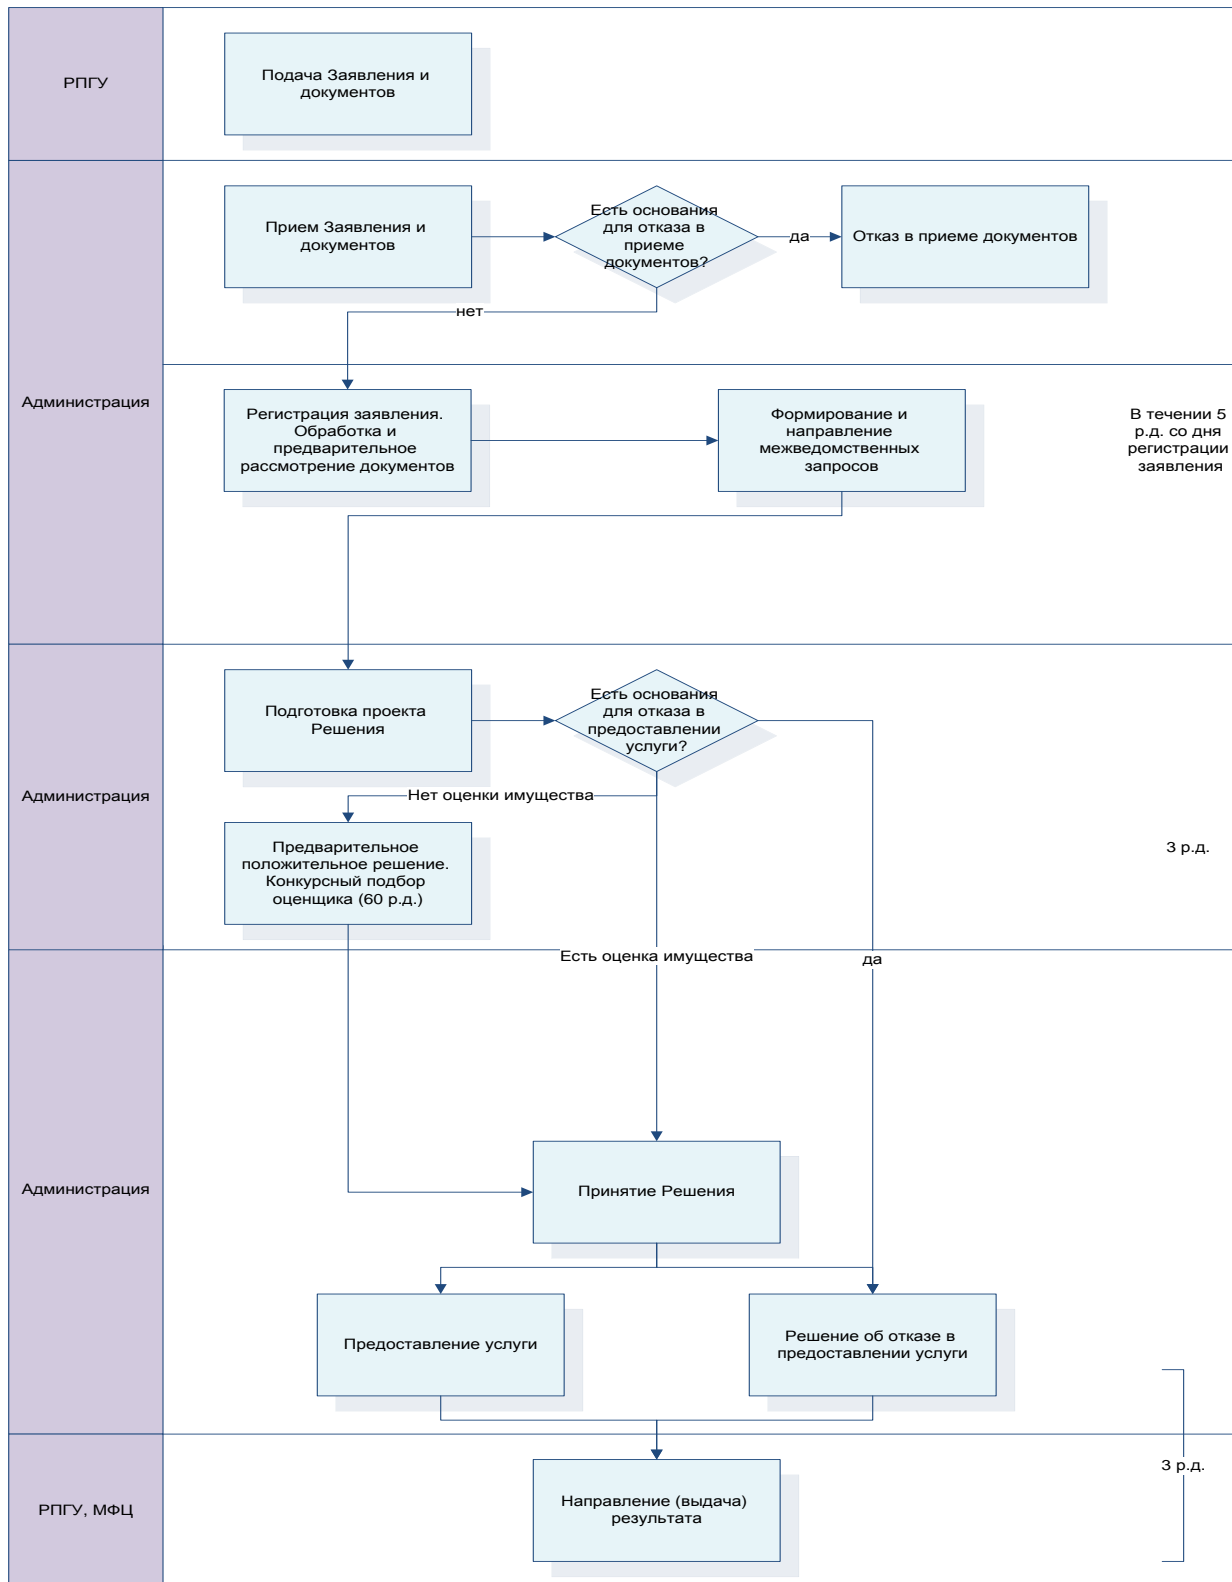 РПГУ
Подача Заявления и
документов
Администрация
Прием Заявления и
документов
Есть основания
для отказа в
приеме
документов?
да
Отказ в приеме документов
нет
Регистрация заявления.
Обработка и
предварительное
рассмотрение документов
Формирование и
направление
межведомственных
запросов
В течении 5
р.д. со дня
регистрации
заявления
Администрация
Подготовка проекта
Решения
Есть основания
для отказа в
предоставлении
услуги?
Нет оценки имущества
Предварительное
положительное решение.
Конкурсный подбор
оценщика (60 р.д.)
3 р.д.
Есть оценка имущества
да
Администрация
Принятие Решения
Предоставление услуги
Решение об отказе в
предоставлении услуги
3 р.д.
РПГУ, МФЦ
Направление (выдача)
результата